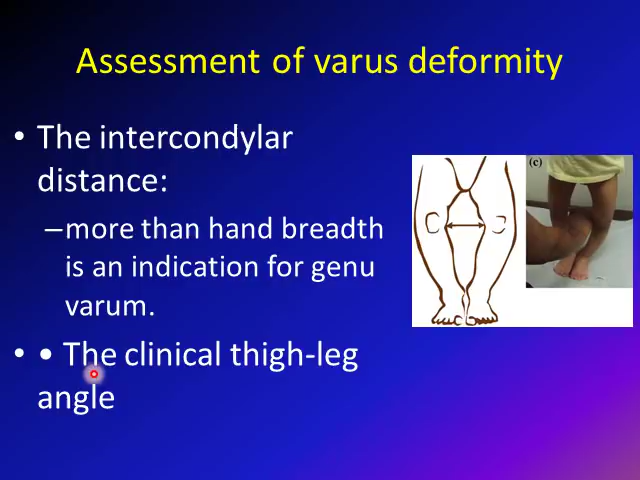 Assessment of varus deformity
• The intercondylar
distance:
–more than hand breadth
is an indication for genu
varum.
• • The clinical thigh-leg
angle
(c)